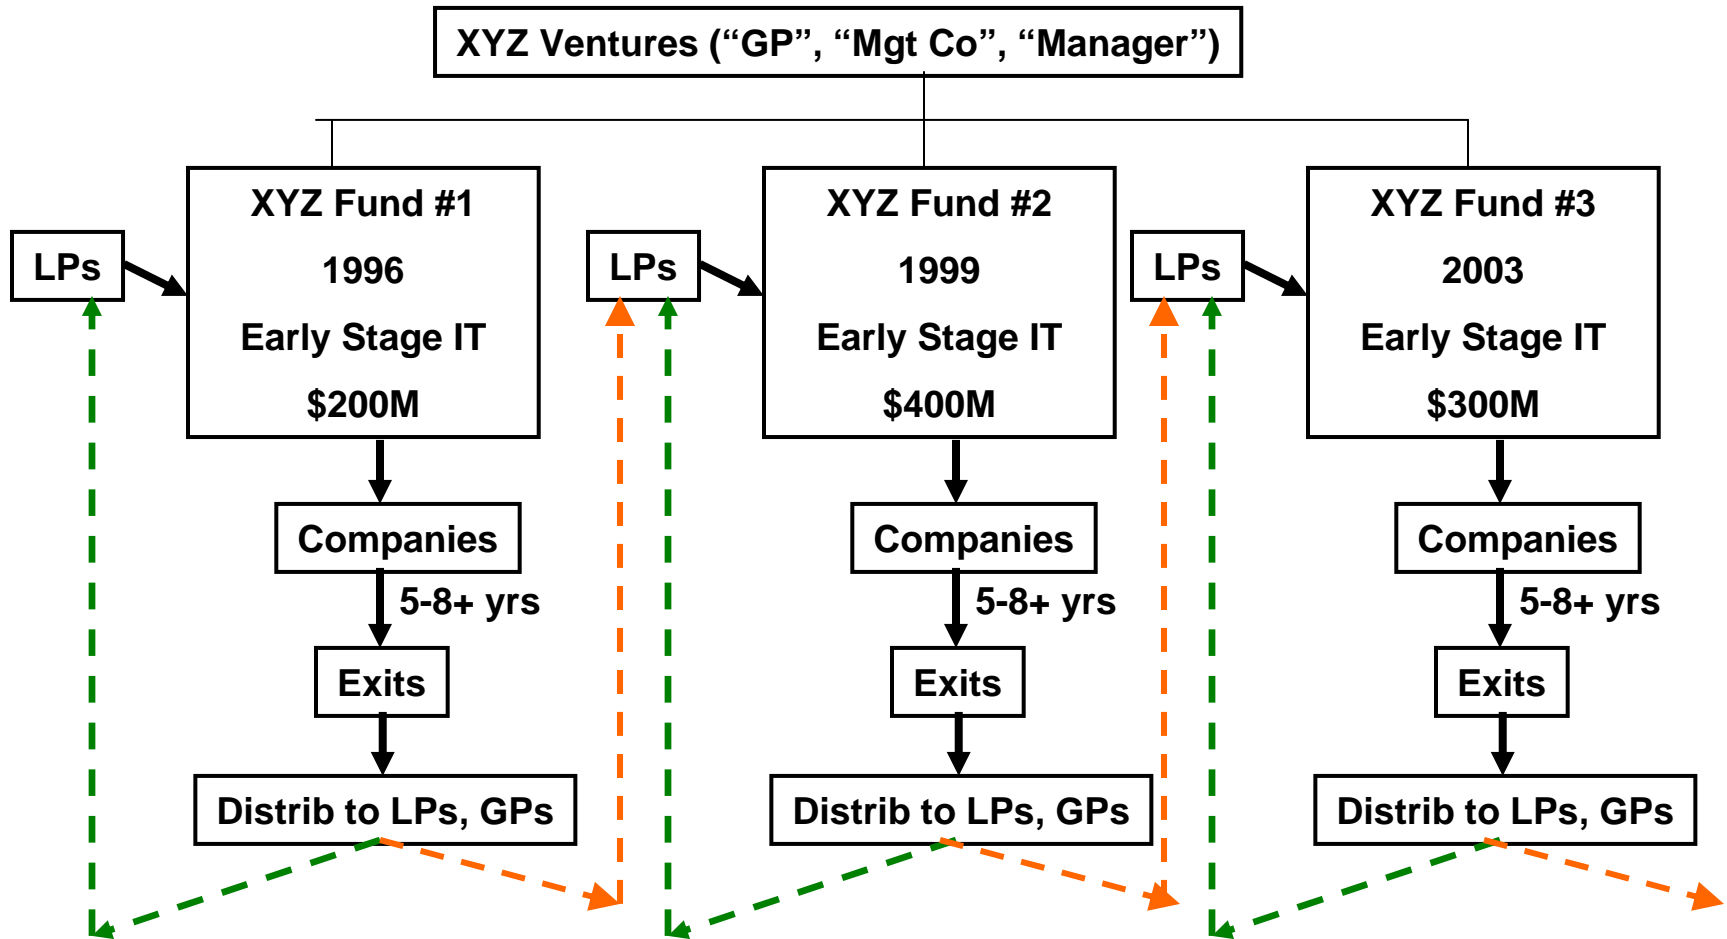 XYZ Ventures (“GP”, “Mgt Co”, “Manager”)
LPs
XYZ Fund #1
1996
Early Stage IT
$200M
Companies
5-8+ yrs
Exits
Distrib to LPs, GPs
LPs
XYZ Fund #2
1999
Early Stage IT
$400M
Companies
5-8+ yrs
Exits
Distrib to LPs, GPs
LPs
XYZ Fund #3
2003
Early Stage IT
$300M
Companies
5-8+ yrs
Exits
Distrib to LPs, GPs